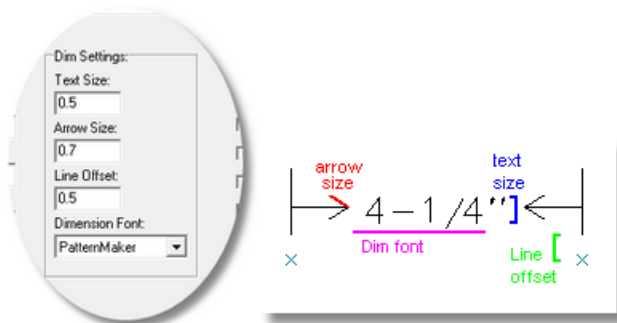 Dim Settings:
Text Size:
0.5
Arrow Size:
0.7
Line Offset:
0.5
Dimension Font:
PatternMaker
arrow
size
text
size
4-1/4"
Dim font
Line
offset